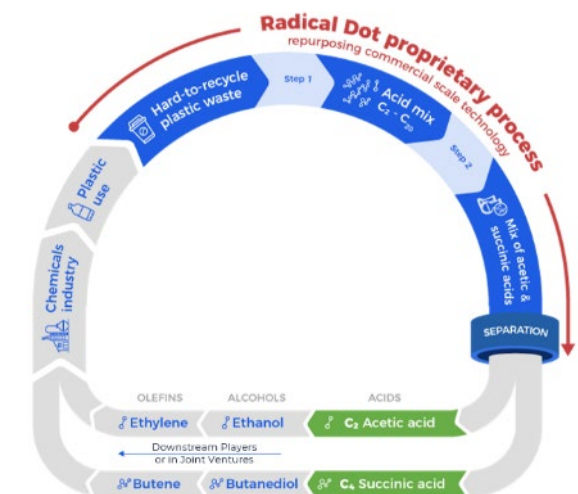 Radical Dot proprietary process
repurposing commercial scale technology
Hard-to-recycle
plastic waste
Step 1
Acid mix
C₂ - C₂₀
Step 2
Mix of acetic &
succinic acids
SEPARATION
Plastic
use
Chemicals
industry
OLEFINS ALCOHOLS ACIDS
Ethylene Ethanol C₂ Acetic acid
Downstream Players
or in Joint Ventures
Butene Butanediol C₄ Succinic acid